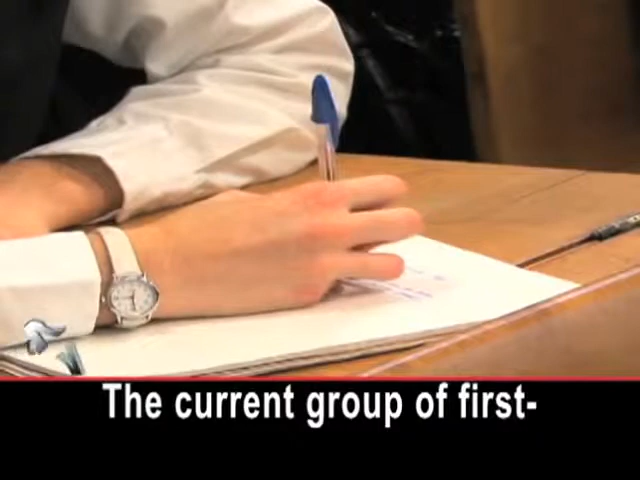 The current group of first-